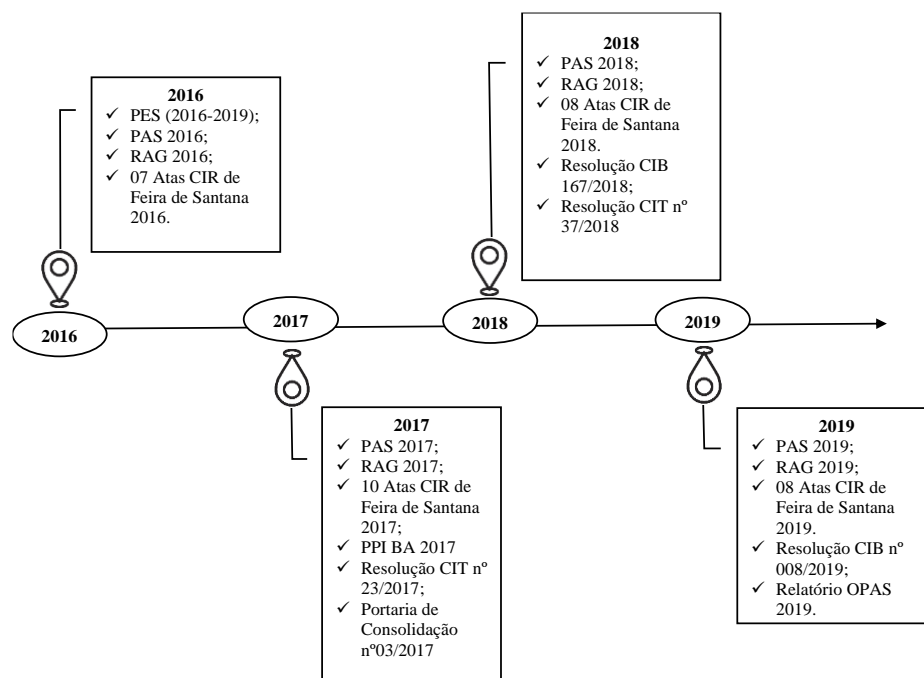 2016
✓ PES (2016-2019);
✓ PAS 2016;
✓ RAG 2016;
✓ 07 Atas CIR de
Feira de Santana
2016.
2018
✓ PAS 2018;
✓ RAG 2018;
✓ 08 Atas CIR de
Feira de Santana
2018.
✓ Resolução CIB
167/2018;
✓ Resolução CIT nº
37/2018
2016
2017
2018
2019
2017
✓ PAS 2017;
✓ RAG 2017;
✓ 10 Atas CIR de
Feira de Santana
2017;
✓ PPI BA 2017
✓ Resolução CIT nº
23/2017;
✓ Portaria de
Consolidação
nº03/2017
2019
✓ PAS 2019;
✓ RAG 2019;
✓ 08 Atas CIR de
Feira de Santana
2019.
✓ Resolução CIB nº
008/2019;
✓ Relatório OPAS
2019.